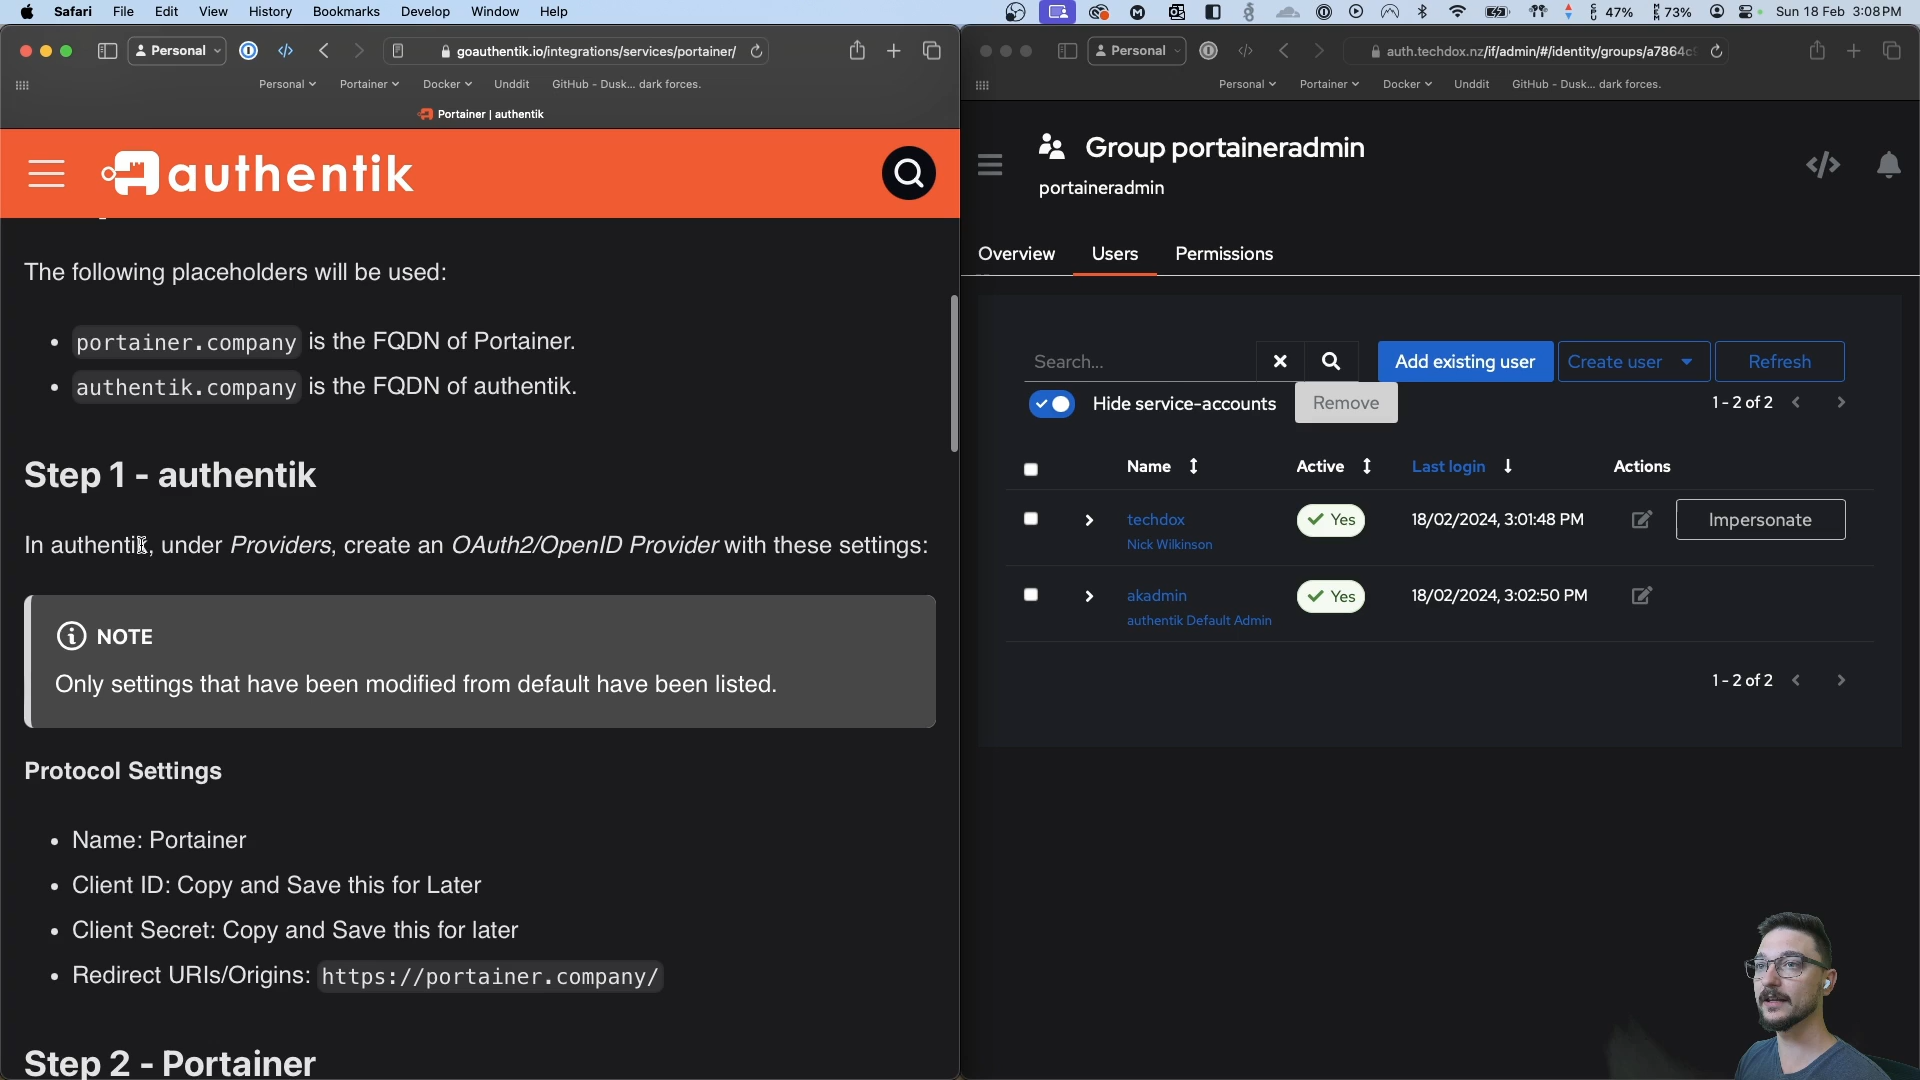 Safari File Edit View History Bookmarks Develop Window Help
47% 73% Sun 18 Feb 3:08 PM
Personal
goauthentik.io/integrations/services/portainer/
Personal Portainer Docker Unddit GitHub - Dusk... dark forces.
Portainer | authentik
authentik
The following placeholders will be used:
• portainer.company is the FQDN of Portainer.
• authentik.company is the FQDN of authentik.
Step 1 - authentik
In authentik, under Providers, create an OAuth2/OpenID Provider with these settings:
NOTE
Only settings that have been modified from default have been listed.
Protocol Settings
• Name: Portainer
• Client ID: Copy and Save this for Later
• Client Secret: Copy and Save this for later
• Redirect URIs/Origins: https://portainer.company/
Step 2 - Portainer
Personal
auth.techdox.nz/if/admin/#/identity/groups/a7864c
Personal Portainer Docker Unddit GitHub - Dusk... dark forces.
Group portaineradmin
portaineradmin
Overview Users Permissions
Search... Add existing user Create user Refresh
Hide service-accounts Remove 1 - 2 of 2
Name Active Last login Actions
techdox Yes 18/02/2024, 3:01:48 PM Impersonate
Nick Wilkinson
akadmin Yes 18/02/2024, 3:02:50 PM
authentik Default Admin
1 - 2 of 2